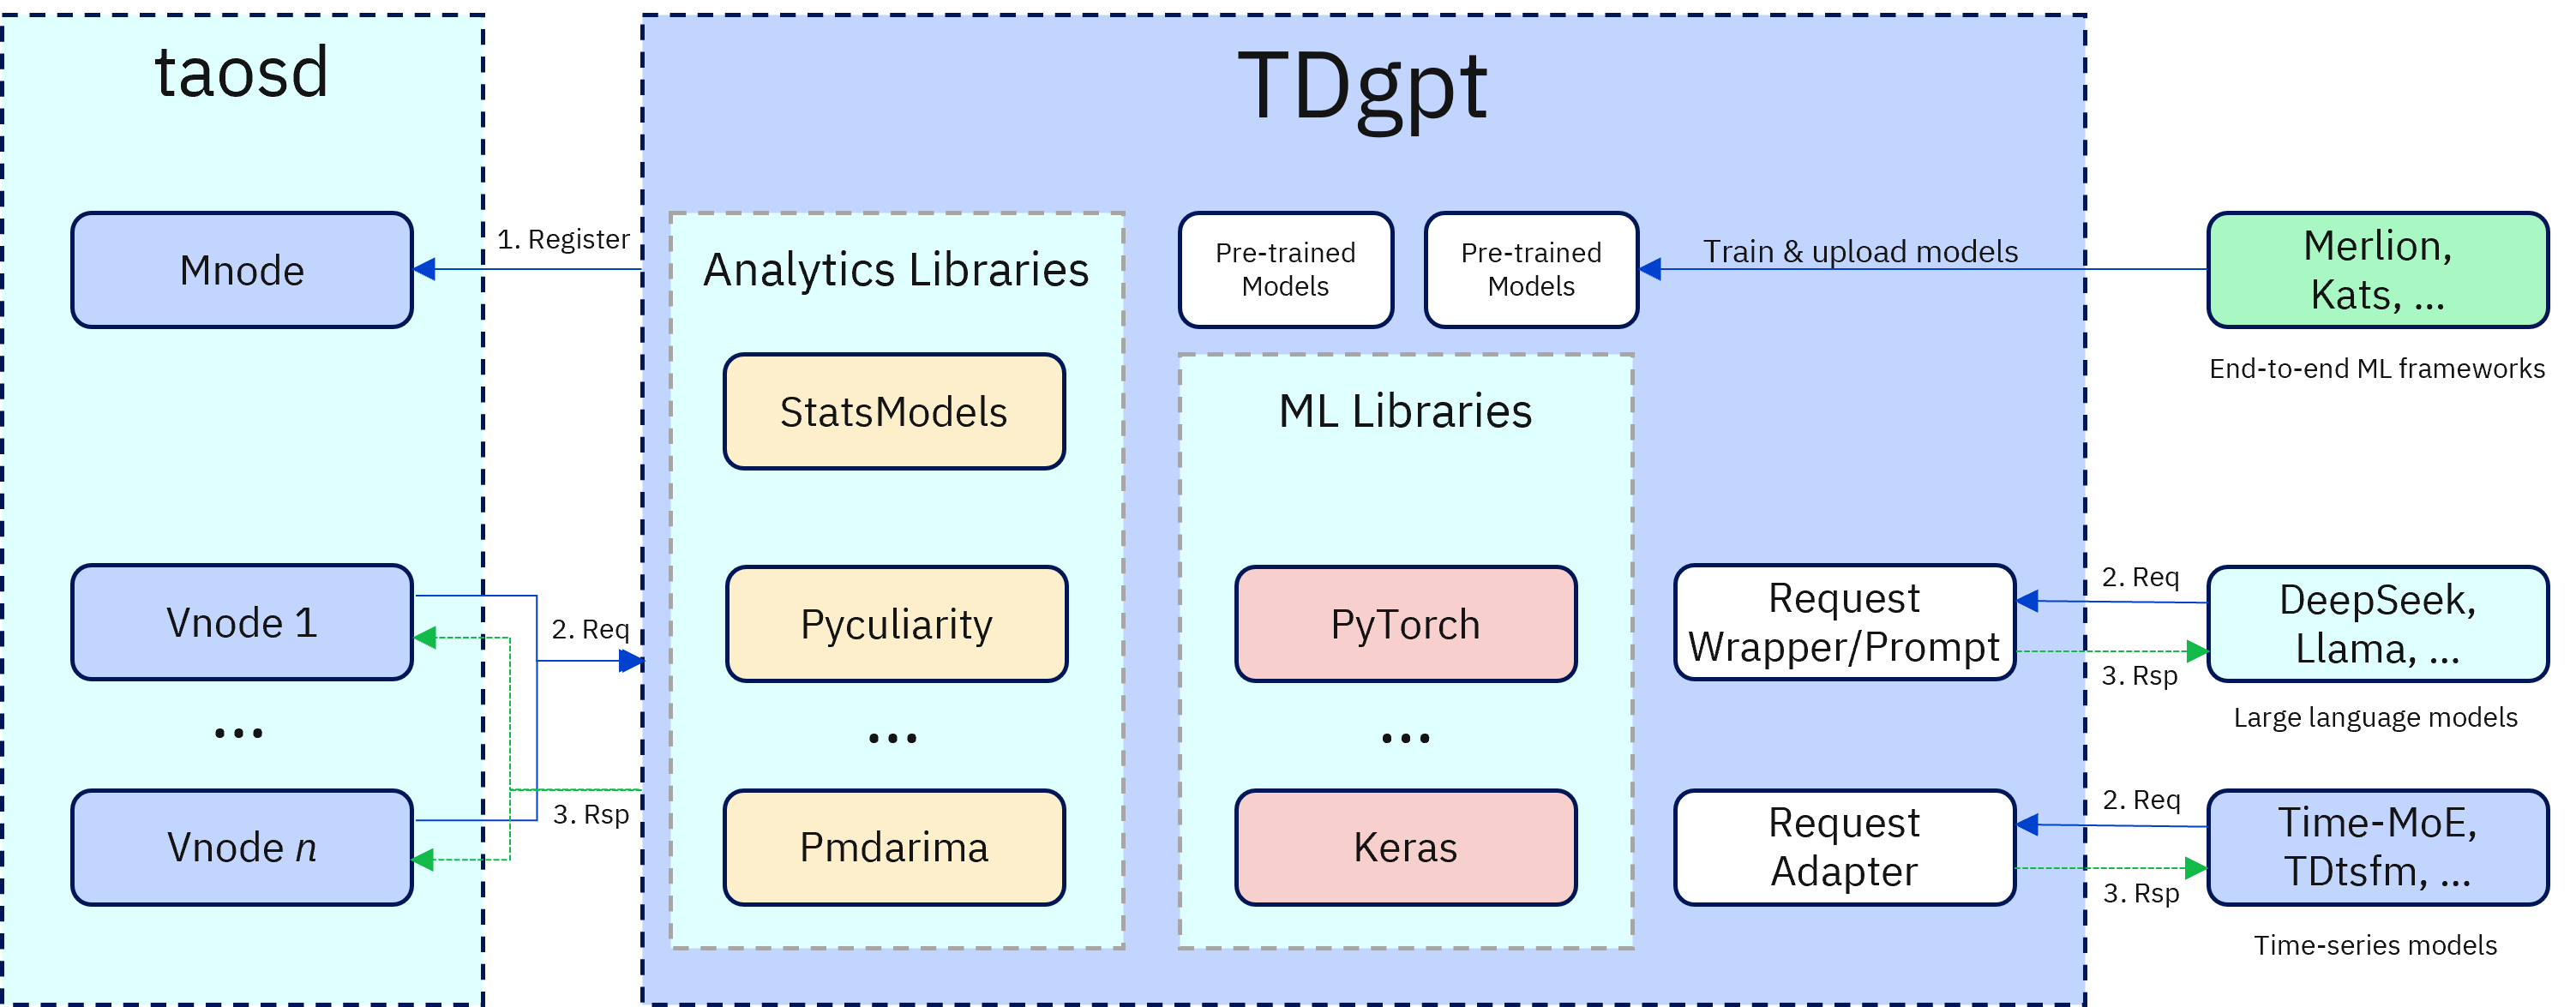 taosd
Mnode
Vnode 1
...
Vnode n
1. Register
2. Req
3. Rsp
TDgpt
Analytics Libraries
StatsModels
Pyculiarity
...
Pmdarima
Pre-trained
Models
Pre-trained
Models
ML Libraries
PyTorch
...
Keras
Train & upload models
Request
Wrapper/Prompt
Request
Adapter
2. Req
3. Rsp
2. Req
3. Rsp
Merlion,
Kats, ...
End-to-end ML frameworks
DeepSeek,
Llama, ...
Large language models
Time-MoE,
TDtsfm, ...
Time-series models